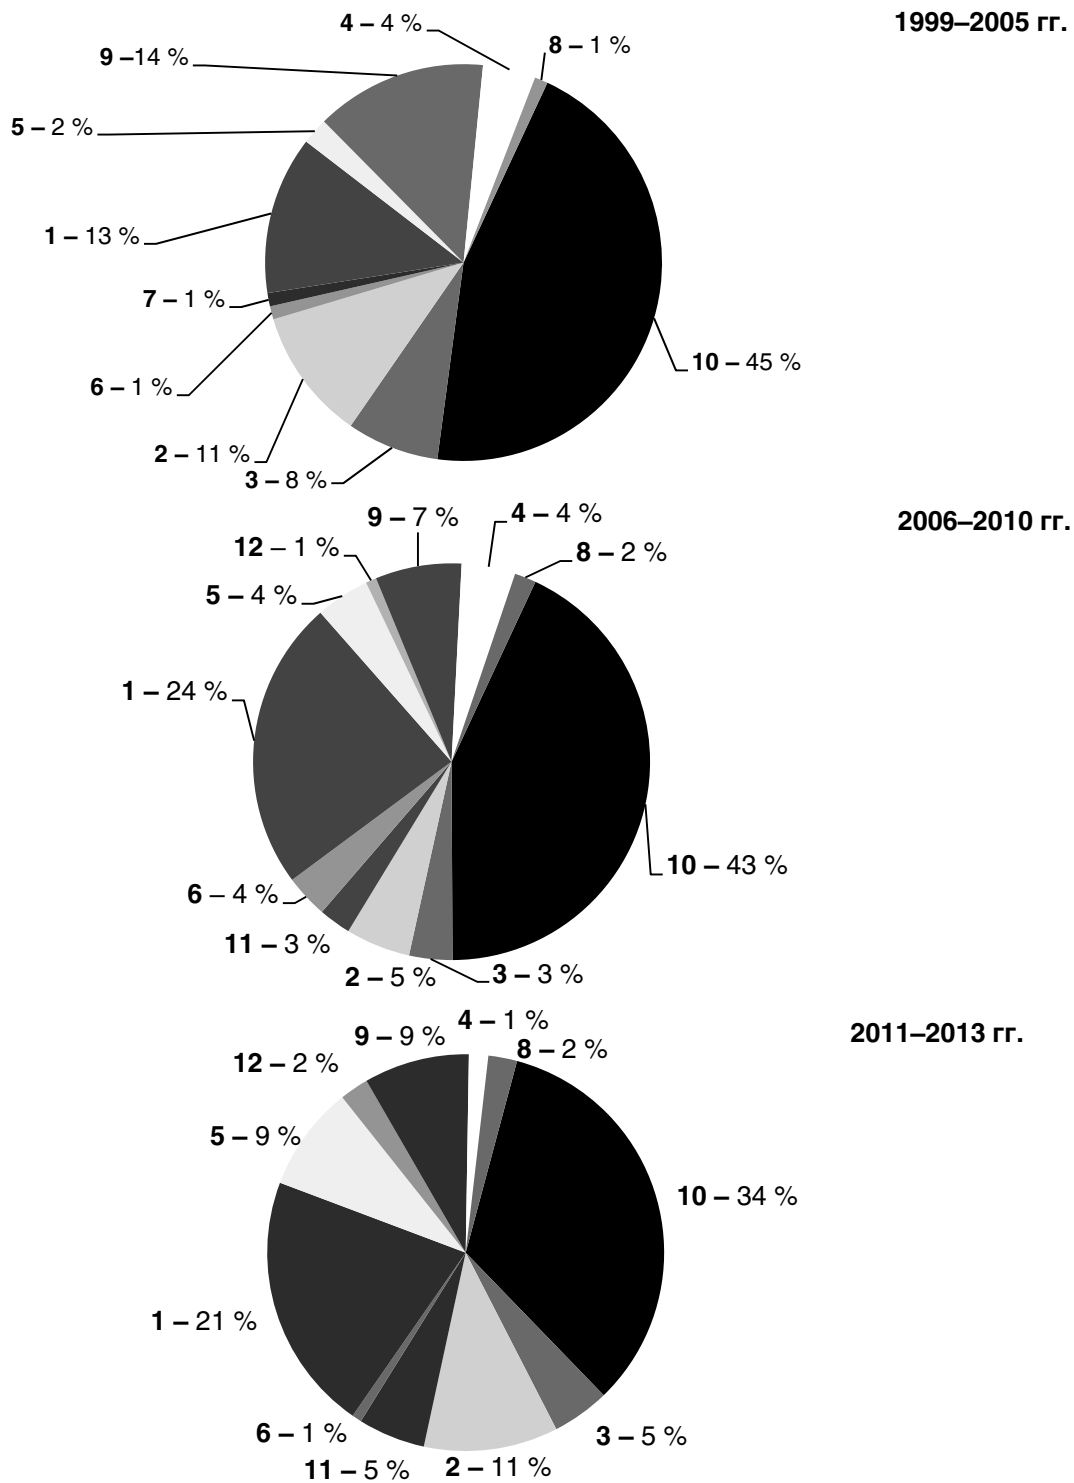 1999–2005 гг.
4 – 4 %
8 – 1 %
9 –14 %
5 – 2 %
1 – 13 %
7 – 1 %
10 – 45 %
6 – 1 %
2 – 11 %
3 – 8 %
2006–2010 гг.
9 – 7 %
4 – 4 %
12 – 1 %
8 – 2 %
5 – 4 %
1 – 24 %
10 – 43 %
6 – 4 %
11 – 3 %
2 – 5 %
3 – 3 %
2011–2013 гг.
4 – 1 %
9 – 9 %
8 – 2 %
12 – 2 %
5 – 9 %
10 – 34 %
1 – 21 %
6 – 1 %
3 – 5 %
11 – 5 %
2 – 11 %